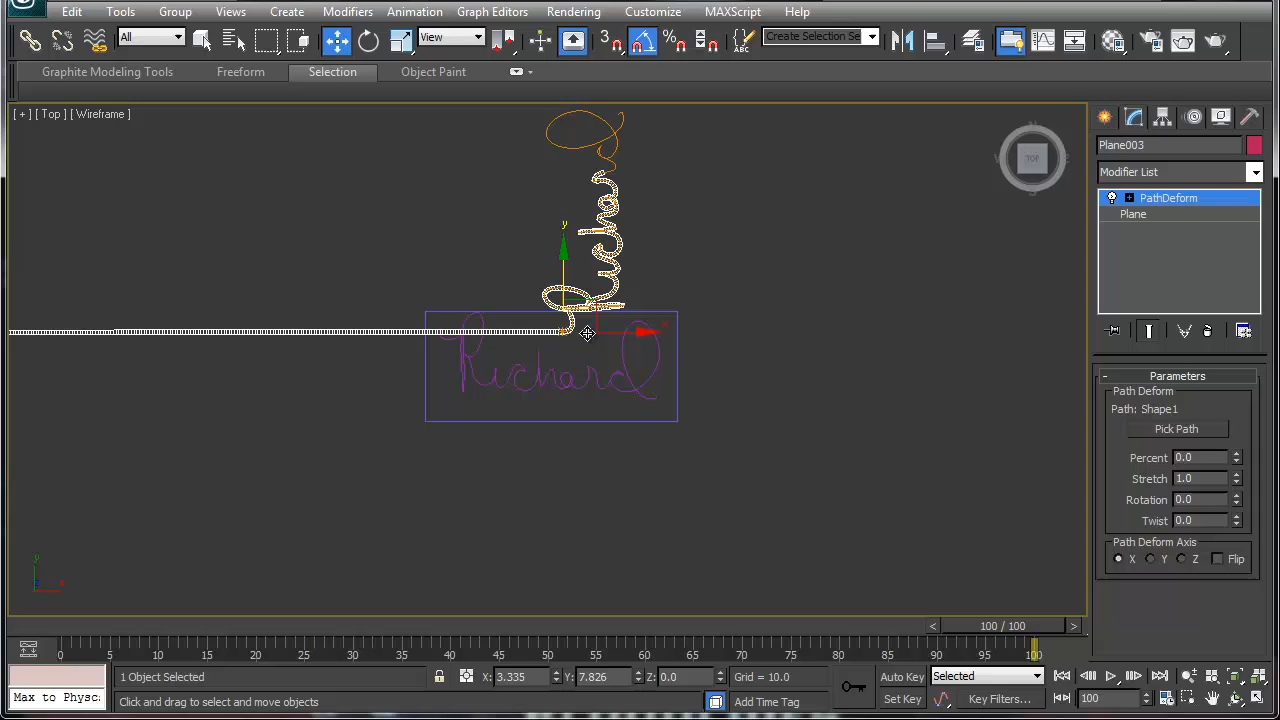 Edit Tools Group Views Create Modifiers Animation Graph Editors Rendering Customize MAXScript Help
All View 3 Create Selection Se
Graphite Modeling Tools Freeform Selection Object Paint
[ + ] [ Top ] [ Wireframe ]
TOP
y
x
Richard
Richard
y
x
Plane003
Modifier List
PathDeform
Plane
- Parameters
Path Deform
Path: Shape1
Pick Path
Percent 0.0
Stretch 1.0
Rotation 0.0
Twist 0.0
Path Deform Axis
X Y Z Flip
< 100 / 100 >
0 5 10 15 20 25 30 35 40 45 50 55 60 65 70 75 80 85 90 95 100
1 Object Selected X: 3.335 Y: 7.826 Z: 0.0 Grid = 10.0 Auto Key Selected
Max to Physca Click and drag to select and move objects Add Time Tag Set Key Key Filters... 100